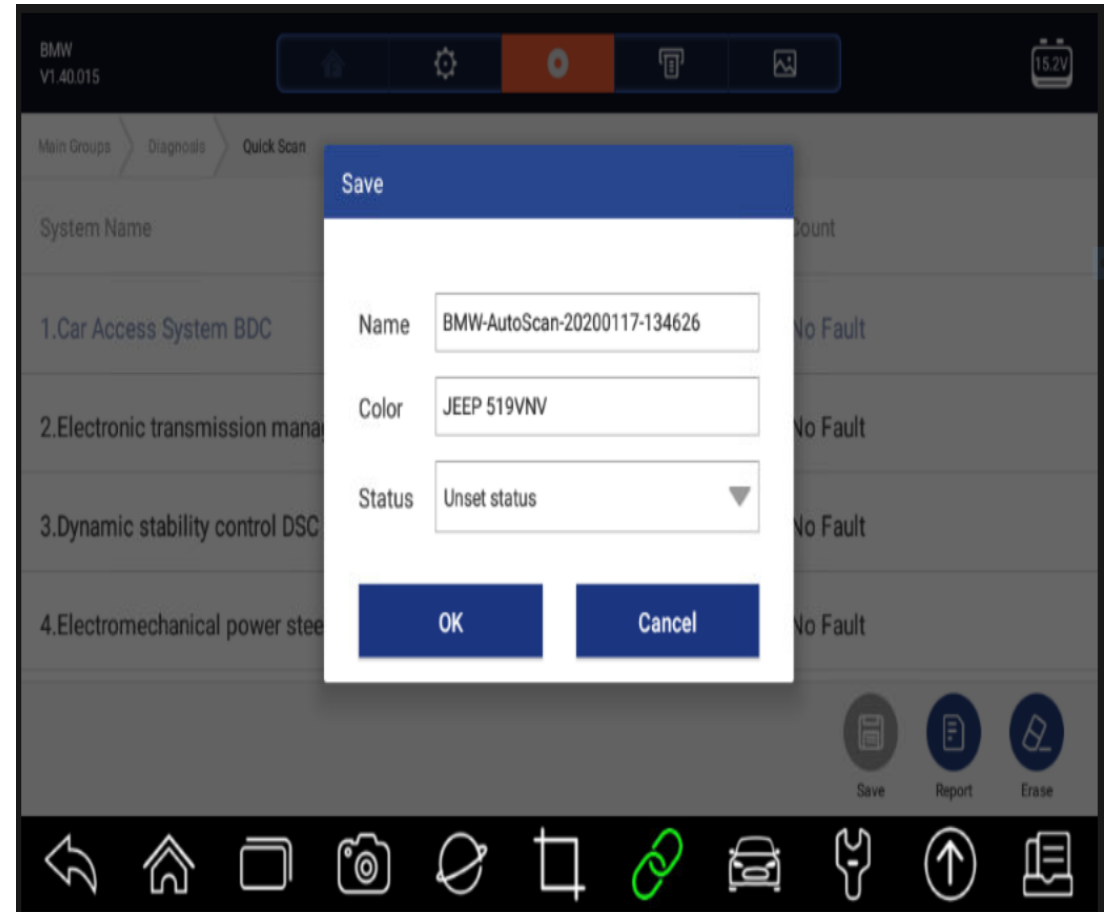 BMW
V1.40.015
15.2V
Main Groups
Diagnosis
Quick Scan
Save
System Name
Count
Name
BMW-AutoScan-20200117-134626
1.Car Access System BDC
No Fault
Color
JEEP 519VNV
2.Electronic transmission mana
No Fault
Status
Unset status
3.Dynamic stability control DSC
No Fault
OK
Cancel
4.Electromechanical power stee
No Fault
Save
Report
Erase